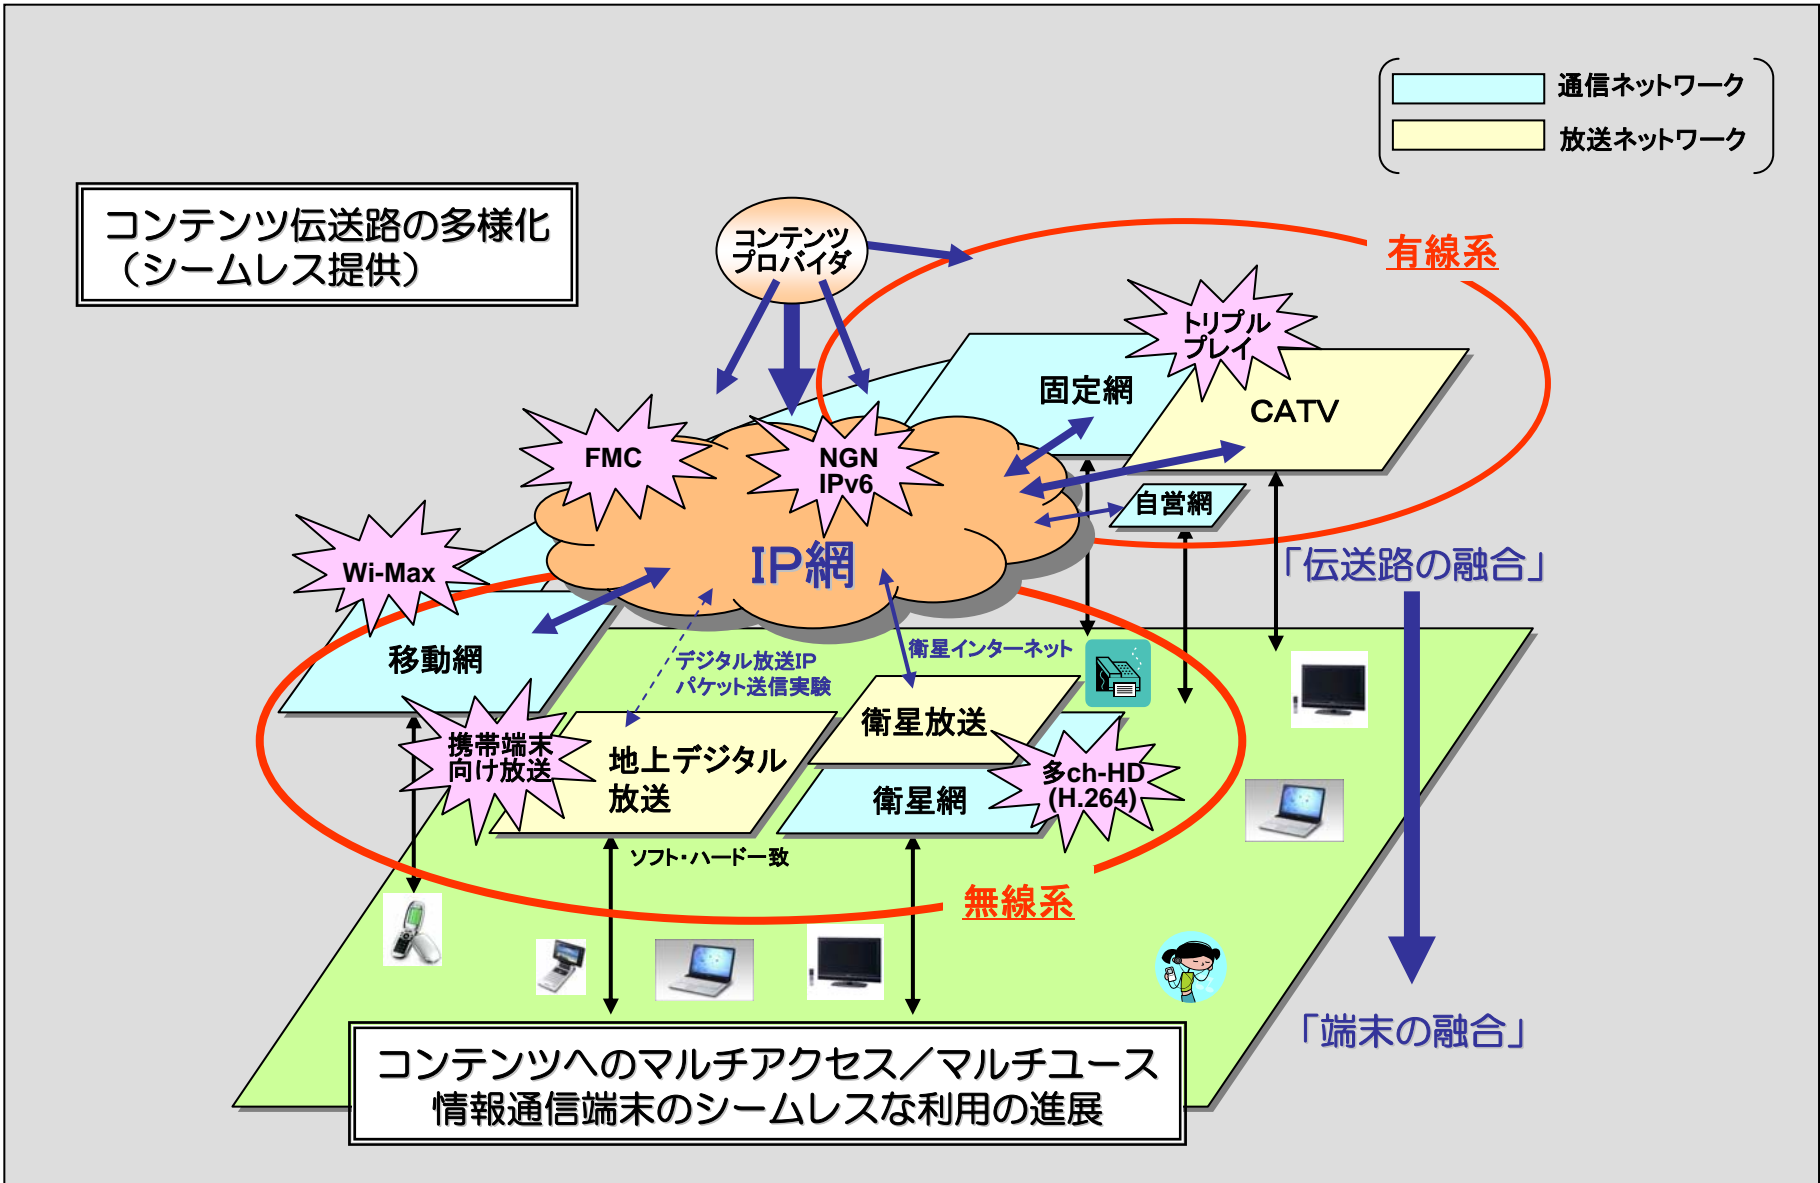 通信ネットワーク
放送ネットワーク
コンテンツ伝送路の多様化
（シームレス提供）
コンテンツ
プロバイダ
有線系
トリプル
プレイ
固定網
CATV
FMC
NGN
IPv6
自営網
IP網
Wi-Max
「伝送路の融合」
移動網
デジタル放送IP
パケット送信実験
衛星インターネット
携帯端末
向け放送
地上デジタル
放送
衛星放送
多ch-HD
(H.264)
衛星網
ソフト・ハード一致
無線系
「端末の融合」
コンテンツへのマルチアクセス／マルチユース
情報通信端末のシームレスな利用の進展